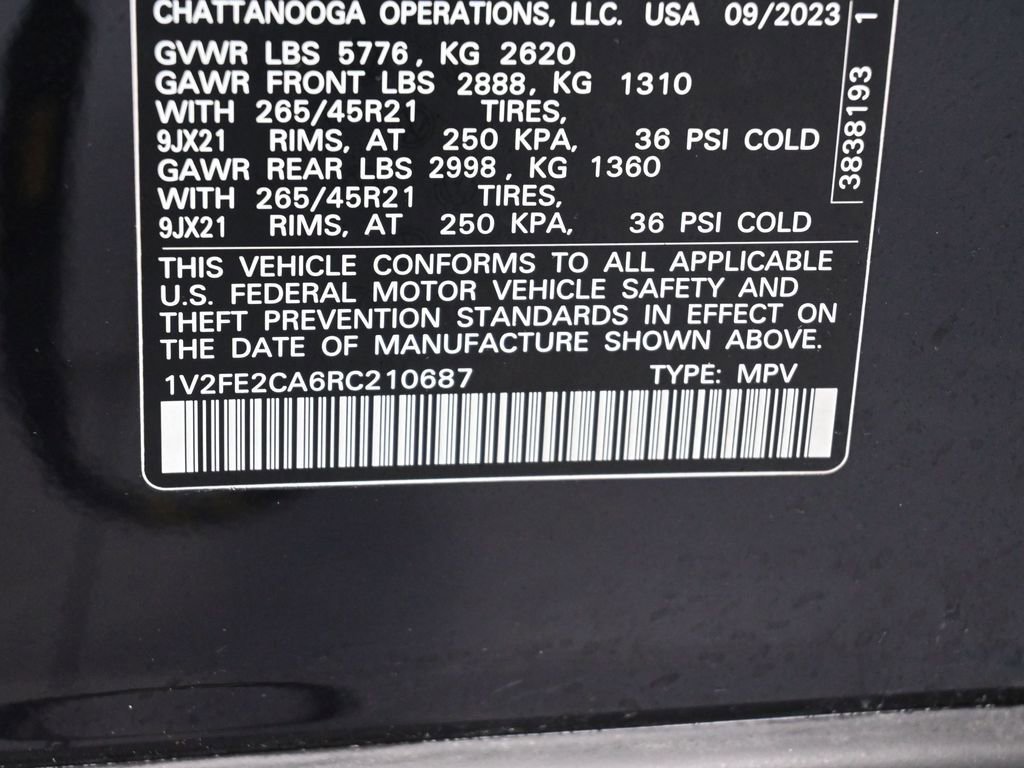 CHATTANOOGA OPERATIONS, LLC. USA 09/2023
GVWR LBS 5776, KG 2620
GAWR FRONT LBS 2888, KG 1310
WITH 265/45R21 TIRES,
9JX21 RIMS, AT 250 KPA, 36 PSI COLD
GAWR REAR LBS 2998, KG 1360
WITH 265/45R21 TIRES,
9JX21 RIMS, AT 250 KPA, 36 PSI COLD
THIS VEHICLE CONFORMS TO ALL APPLICABLE
U.S. FEDERAL MOTOR VEHICLE SAFETY AND
THEFT PREVENTION STANDARDS IN EFFECT ON
THE DATE OF MANUFACTURE SHOWN ABOVE.
1V2FE2CA6RC210687 TYPE: MPV
3838193 1